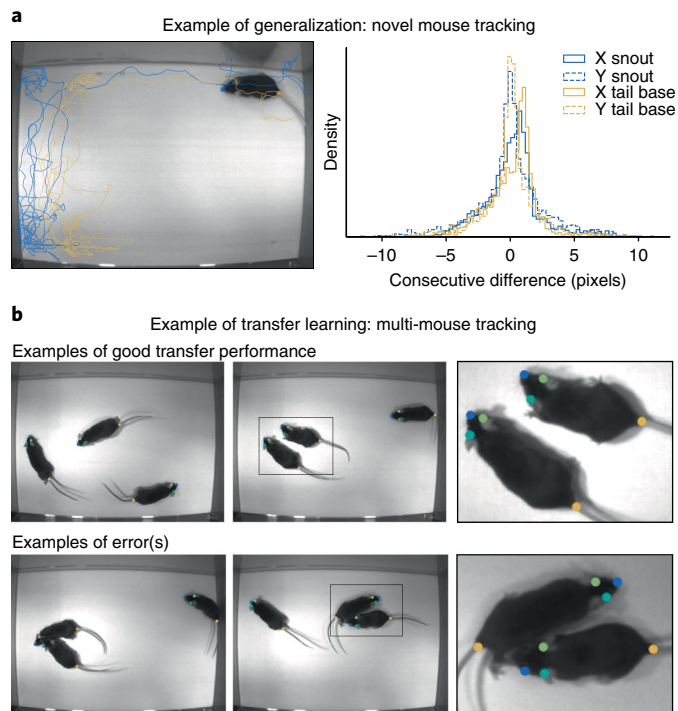 a
Example of generalization: novel mouse tracking
Density
X snout
Y snout
X tail base
Y tail base
−10 −5 0 5 10
Consecutive difference (pixels)
b
Example of transfer learning: multi-mouse tracking
Examples of good transfer performance
Examples of error(s)